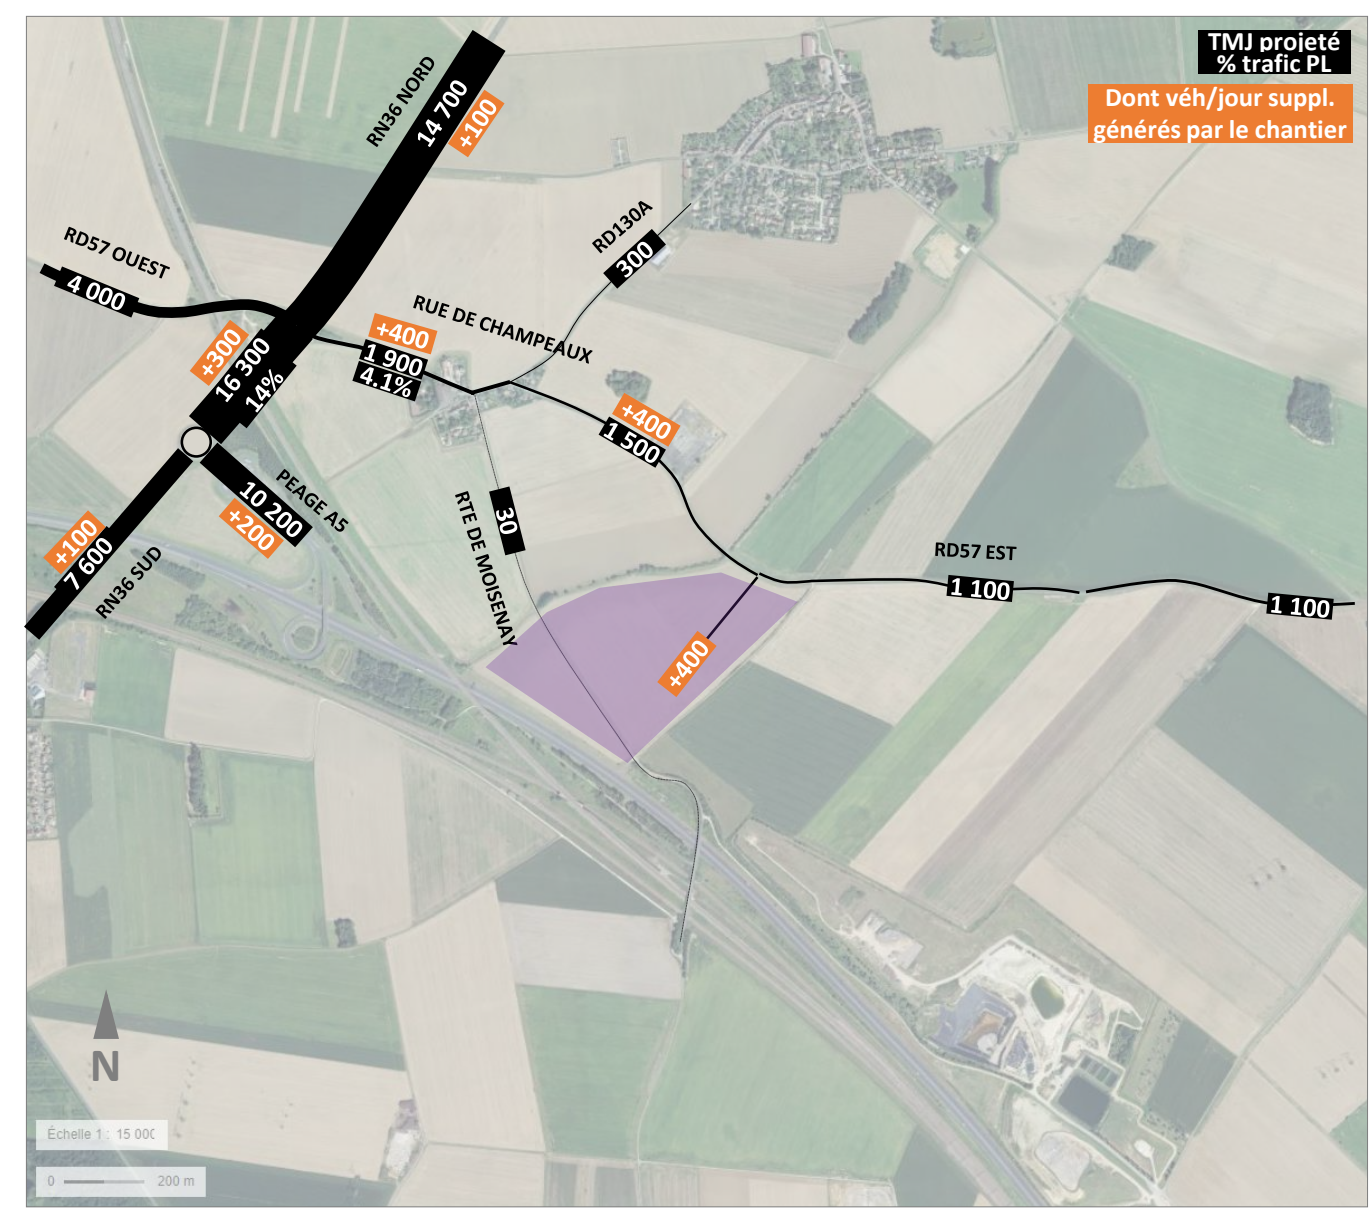 TMJ projeté
% trafic PL
Dont véh/jour suppl.
générés par le chantier
RN36 NORD
14 700
+100
RD57 OUEST
4 000
RD130A
300
RUE DE CHAMPEAUX
+400
1 900
4.1%
+300
16 300
14%
+400
1 500
PEAGE A5
10 200
+200
RTE DE MOISENAY
30
+100
7 600
RN36 SUD
RD57 EST
1 100
1 100
+400
N
Échelle 1 : 15 000
0 200 m